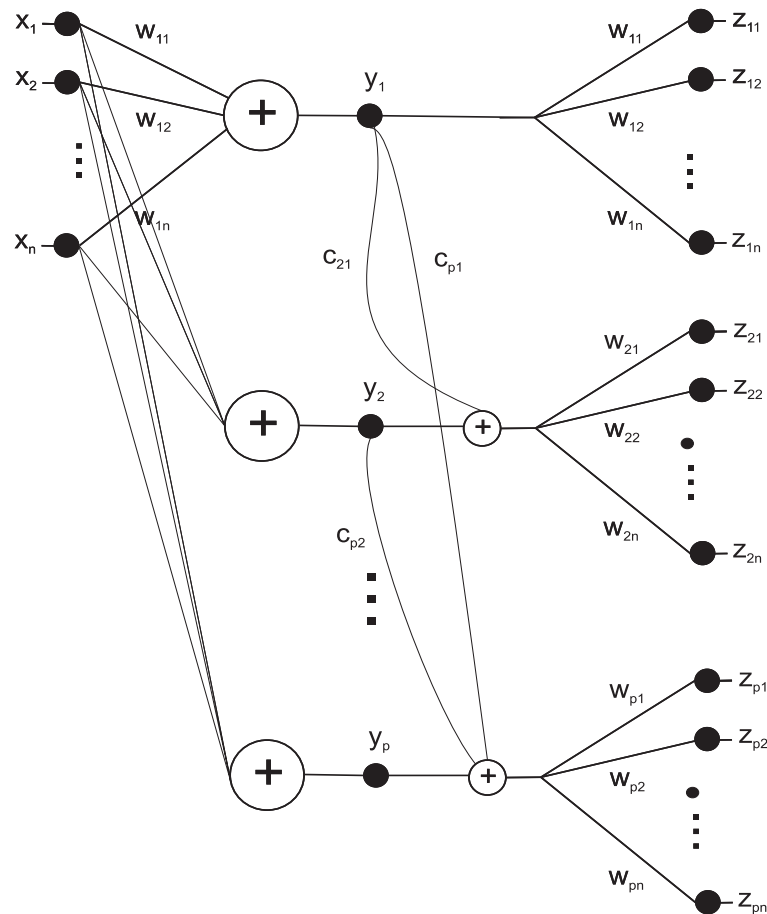 x₁ w₁₁ y₁ w₁₁ z₁₁
x₂ w₁₂ + w₁₂ z₁₂
xₙ w₁ₙ w₁ₙ z₁ₙ
c₂₁ cₚ₁
w₂₁ z₂₁
+ y₂ + w₂₂ z₂₂
cₚ₂ w₂ₙ z₂ₙ
wₚ₁ zₚ₁
+ yₚ + wₚ₂ zₚ₂
wₚₙ zₚₙ